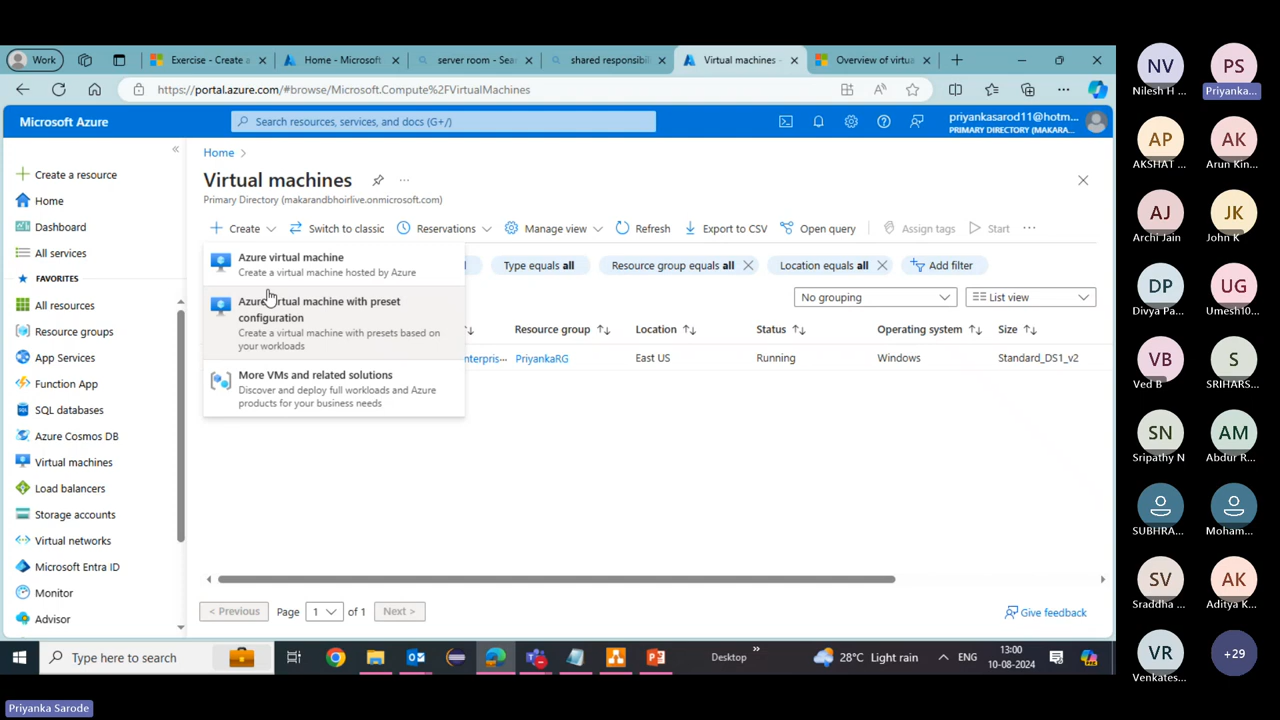 Work
Exercise - Create a
Home - Microsoft
server room - Sea
shared responsibil
Virtual machines -
Overview of virtua
https://portal.azure.com/#browse/Microsoft.Compute%2FVirtualMachines
Microsoft Azure
Search resources, services, and docs (G+/)
priyankasarod11@hotm...
PRIMARY DIRECTORY (MAKARA...
Create a resource
Home
Dashboard
All services
FAVORITES
All resources
Resource groups
App Services
Function App
SQL databases
Azure Cosmos DB
Virtual machines
Load balancers
Storage accounts
Virtual networks
Microsoft Entra ID
Monitor
Advisor
Home >
Virtual machines
Primary Directory (makarandbhoirlive.onmicrosoft.com)
Create
Switch to classic
Reservations
Manage view
Refresh
Export to CSV
Open query
Assign tags
Start
Azure virtual machine
Create a virtual machine hosted by Azure
Azure virtual machine with preset
configuration
Create a virtual machine with presets based on
your workloads
More VMs and related solutions
Discover and deploy full workloads and Azure
products for your business needs
Type equals all
Resource group equals all
Location equals all
Add filter
No grouping
List view
Resource group
Location
Status
Operating system
Size
nterpris...
PriyankaRG
East US
Running
Windows
Standard_DS1_v2
< Previous
Page
1
of 1
Next >
Give feedback
Type here to search
Desktop
28°C Light rain
ENG
13:00
10-08-2024
Priyanka Sarode
NV
Nilesh H ...
PS
Priyanka...
AP
AKSHAT ...
AK
Arun Kin...
AJ
Archi Jain
JK
John K
DP
Divya Pa...
UG
Umesh10...
VB
Ved B
S
SRIHARS...
SN
Sripathy N
AM
Abdur R...
SUBHRA...
Moham...
SV
Sraddha ...
AK
Aditya K...
VR
Venkates...
+29